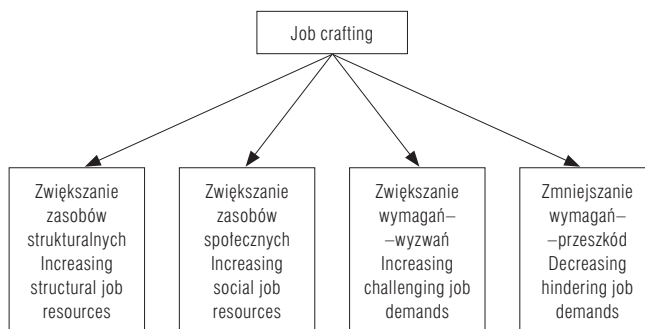 Job crafting
Zwiększanie
zasobów
strukturalnych
Increasing
structural job
resources
Zwiększanie
zasobów
społecznych
Increasing
social job
resources
Zwiększanie
wymagań–
-wyzwań
Increasing
challenging job
demands
Zmniejszanie
wymagań–
-przeszkód
Decreasing
hindering job
demands